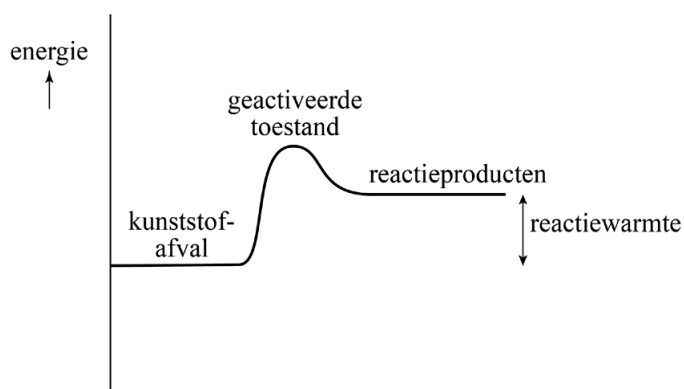 energie
geactiveerde
toestand
reactieproducten
kunststof-
afval
reactiewarmte